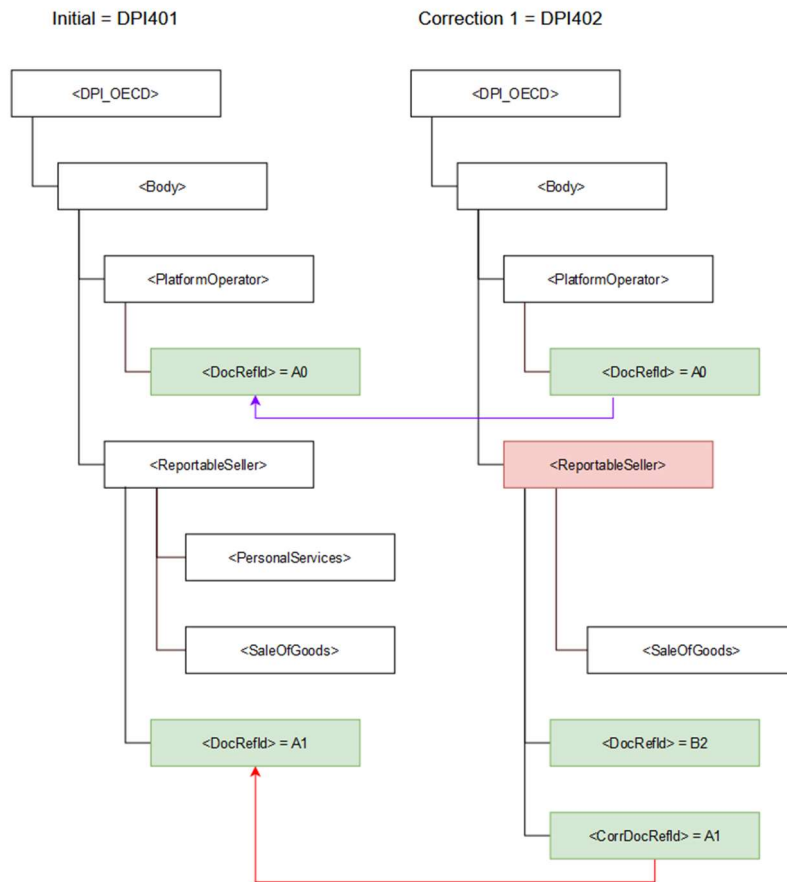 Initial = DPI401
Correction 1 = DPI402
<DPI_OECD>
<DPI_OECD>
<Body>
<Body>
<PlatformOperator>
<PlatformOperator>
<DocRefId> = A0
<DocRefId> = A0
<ReportableSeller>
<ReportableSeller>
<PersonalServices>
<SaleOfGoods>
<SaleOfGoods>
<DocRefId> = A1
<DocRefId> = B2
<CorrDocRefId> = A1